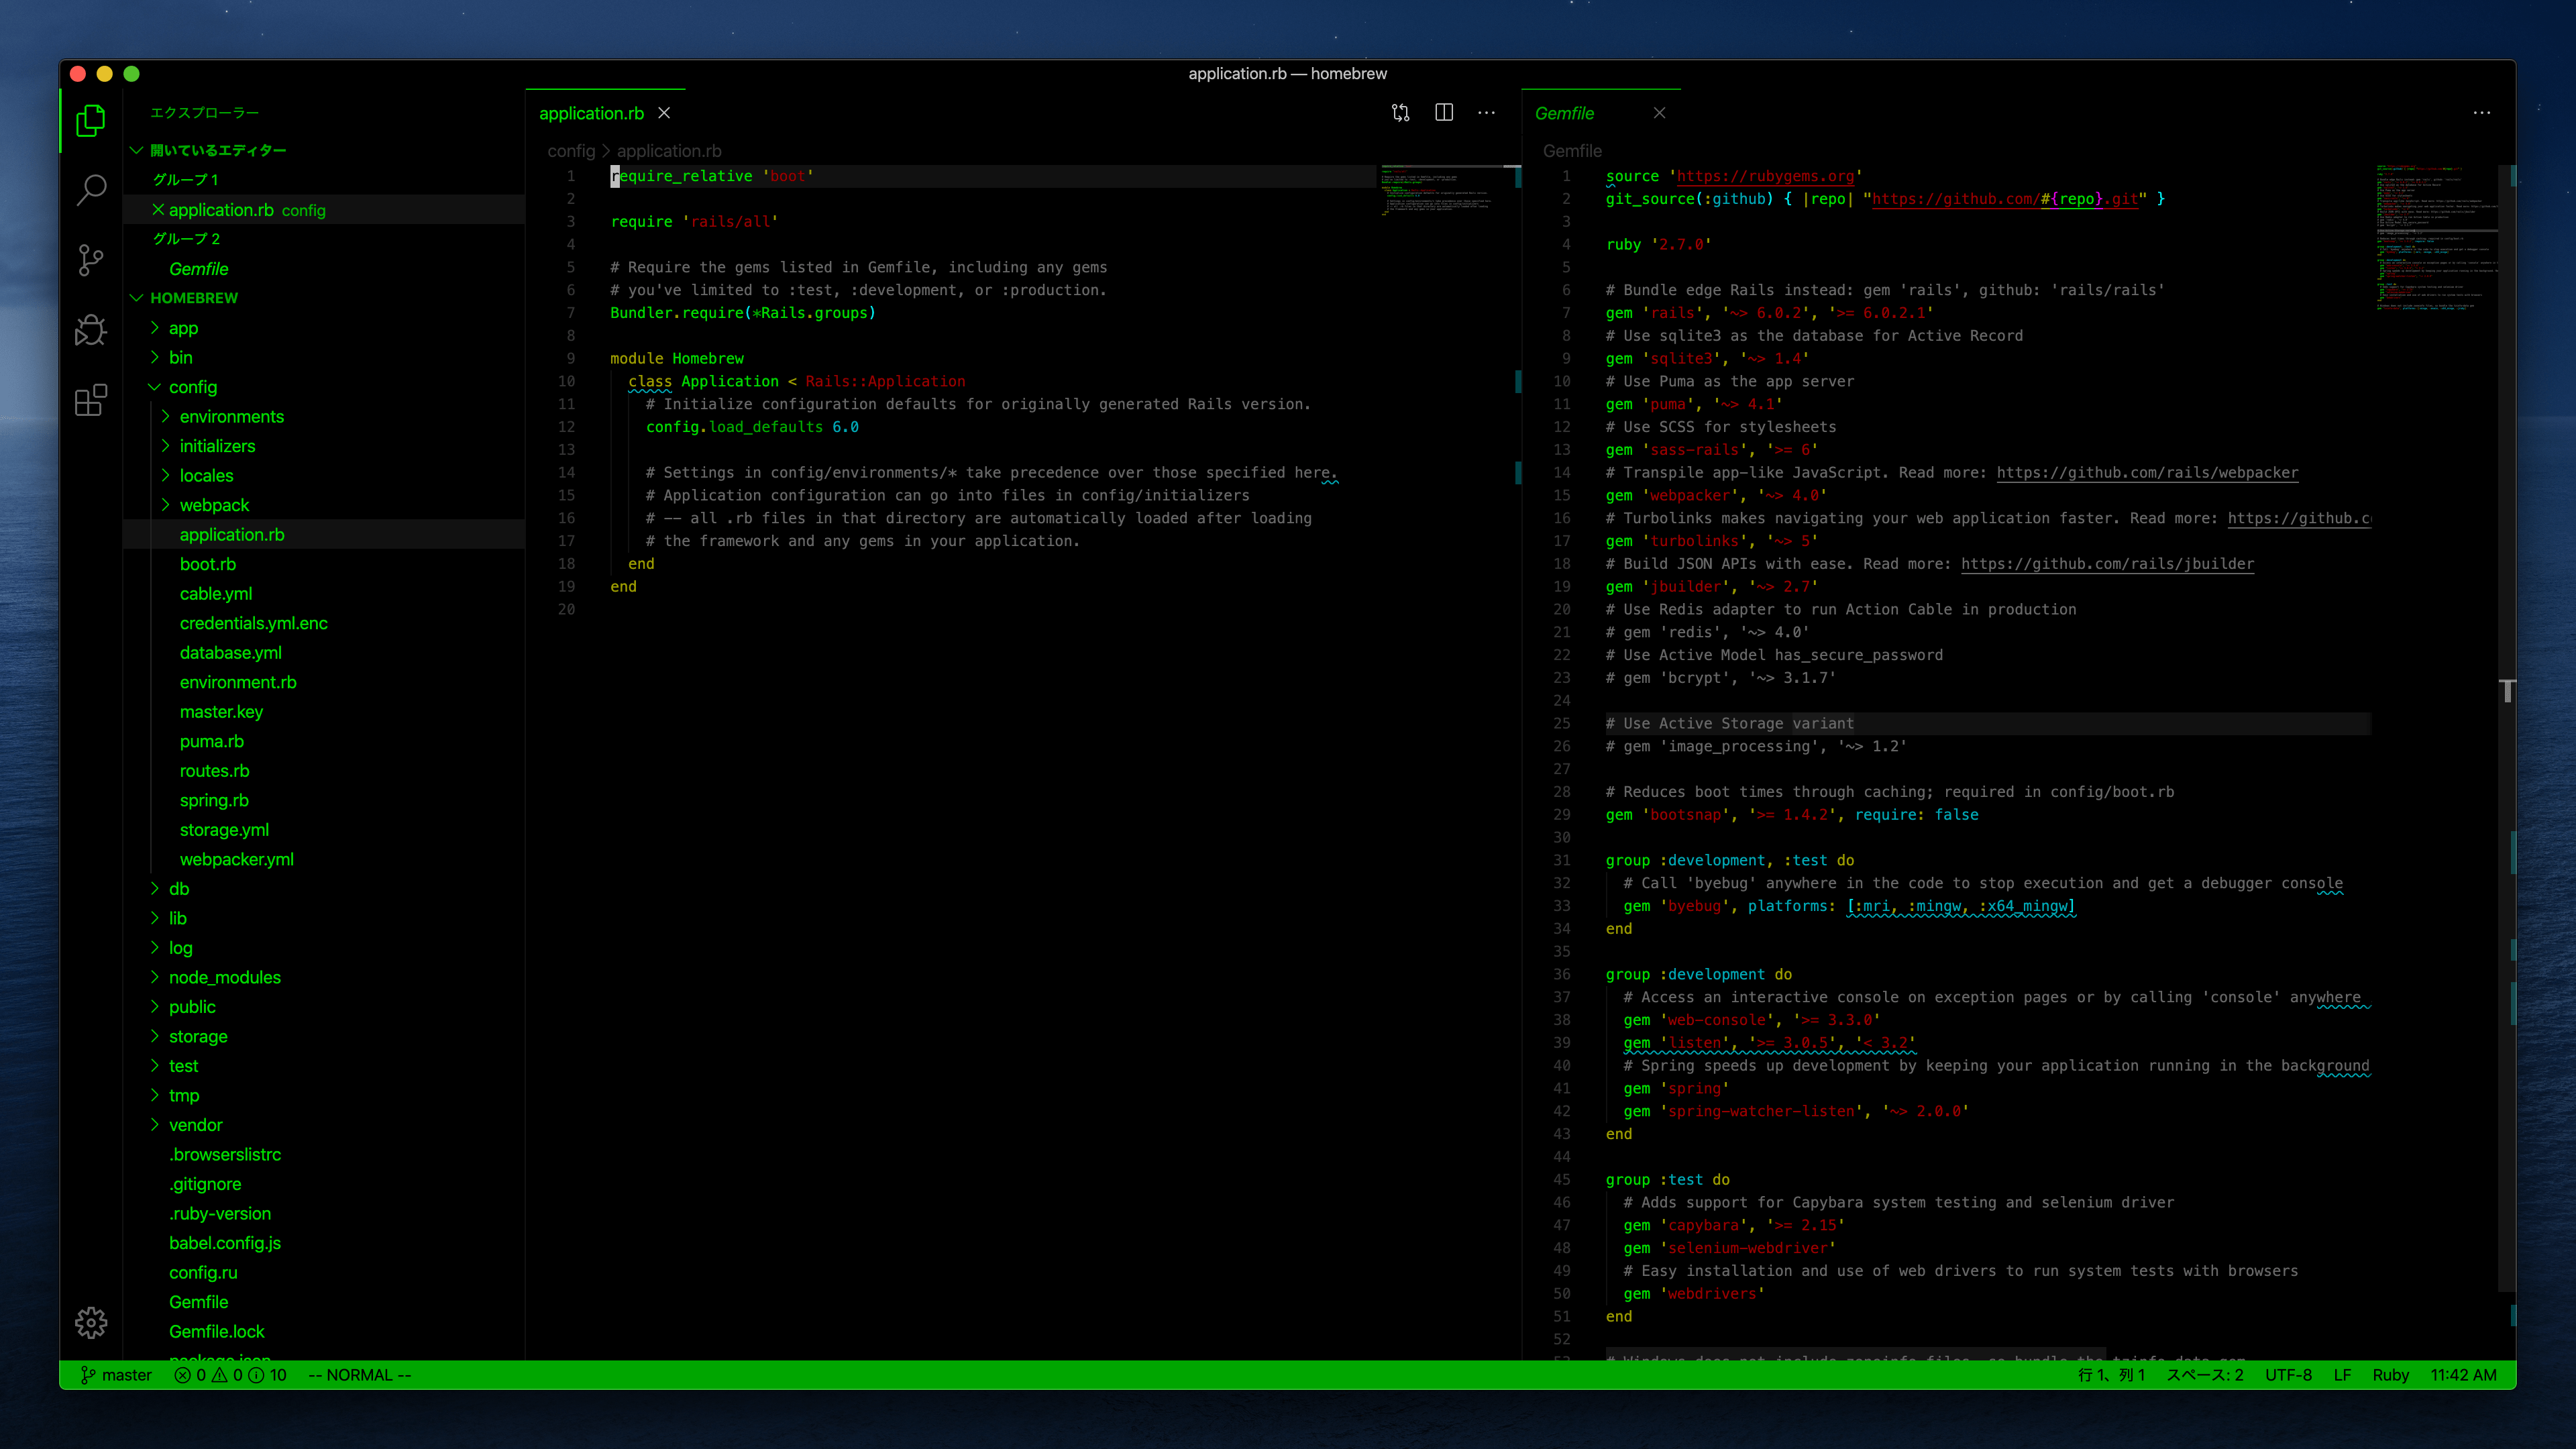 application.rb — homebrew
エクスプローラー
開いているエディター
グループ 1
application.rb config
グループ 2
Gemfile
HOMEBREW
app
bin
config
environments
initializers
locales
webpack
application.rb
boot.rb
cable.yml
credentials.yml.enc
database.yml
environment.rb
master.key
puma.rb
routes.rb
spring.rb
storage.yml
webpacker.yml
db
lib
log
node_modules
public
storage
test
tmp
vendor
.browserslistrc
.gitignore
.ruby-version
babel.config.js
config.ru
Gemfile
Gemfile.lock
package.json
application.rb
config > application.rb
1 require_relative 'boot'
2
3 require 'rails/all'
4
5 # Require the gems listed in Gemfile, including any gems
6 # you've limited to :test, :development, or :production.
7 Bundler.require(*Rails.groups)
8
9 module Homebrew
10 class Application < Rails::Application
11 # Initialize configuration defaults for originally generated Rails version.
12 config.load_defaults 6.0
13
14 # Settings in config/environments/* take precedence over those specified here.
15 # Application configuration can go into files in config/initializers
16 # -- all .rb files in that directory are automatically loaded after loading
17 # the framework and any gems in your application.
18 end
19 end
20
Gemfile
Gemfile
1 source 'https://rubygems.org'
2 git_source(:github) { |repo| "https://github.com/#{repo}.git" }
4 ruby '2.7.0'
5
6 # Bundle edge Rails instead: gem 'rails', github: 'rails/rails'
7 gem 'rails', '~> 6.0.2', '>= 6.0.2.1'
8 # Use sqlite3 as the database for Active Record
9 gem 'sqlite3', '~> 1.4'
10 # Use Puma as the app server
11 gem 'puma', '~> 4.1'
12 # Use SCSS for stylesheets
13 gem 'sass-rails', '>= 6'
14 # Transpile app-like JavaScript. Read more: https://github.com/rails/webpacker
15 gem 'webpacker', '~> 4.0'
16 # Turbolinks makes navigating your web application faster. Read more: https://github.c
17 gem 'turbolinks', '~> 5'
18 # Build JSON APIs with ease. Read more: https://github.com/rails/jbuilder
19 gem 'jbuilder', '~> 2.7'
20 # Use Redis adapter to run Action Cable in production
21 # gem 'redis', '~> 4.0'
22 # Use Active Model has_secure_password
23 # gem 'bcrypt', '~> 3.1.7'
24
25 # Use Active Storage variant
26 # gem 'image_processing', '~> 1.2'
27
28 # Reduces boot times through caching; required in config/boot.rb
29 gem 'bootsnap', '>= 1.4.2', require: false
30
31 group :development, :test do
32 # Call 'byebug' anywhere in the code to stop execution and get a debugger console
33 gem 'byebug', platforms: [:mri, :mingw, :x64_mingw]
34 end
35
36 group :development do
37 # Access an interactive console on exception pages or by calling 'console' anywhere
38 gem 'web-console', '>= 3.3.0'
39 gem 'listen', '>= 3.0.5', '< 3.2'
40 # Spring speeds up development by keeping your application running in the background
41 gem 'spring'
42 gem 'spring-watcher-listen', '~> 2.0.0'
43 end
44
45 group :test do
46 # Adds support for Capybara system testing and selenium driver
47 gem 'capybara', '>= 2.15'
48 gem 'selenium-webdriver'
49 # Easy installation and use of web drivers to run system tests with browsers
50 gem 'webdrivers'
51 end
52
53 # Windows does not include zoneinfo files, so bundle the tzinfo-data gem
master 0 0 10 -- NORMAL --
行 1、列 1 スペース: 2 UTF-8 LF Ruby 11:42 AM